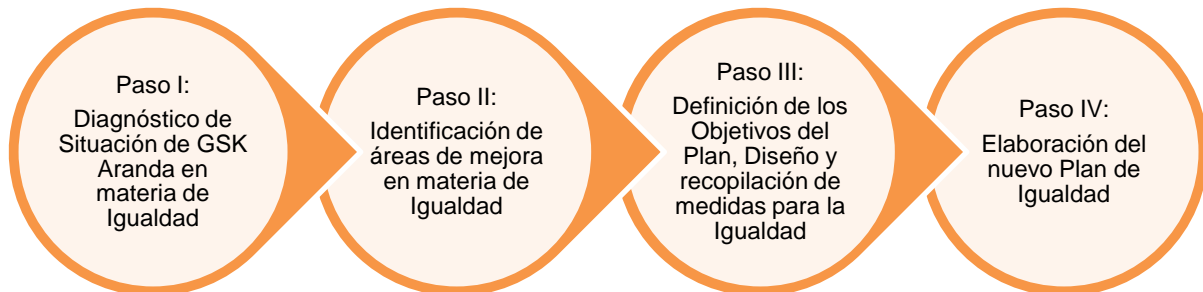 Paso I:
Diagnóstico de
Situación de GSK
Aranda en
materia de
Igualdad
Paso II:
Identificación de
áreas de mejora
en materia de
Igualdad
Paso III:
Definición de los
Objetivos del
Plan, Diseño y
recopilación de
medidas para la
Igualdad
Paso IV:
Elaboración del
nuevo Plan de
Igualdad